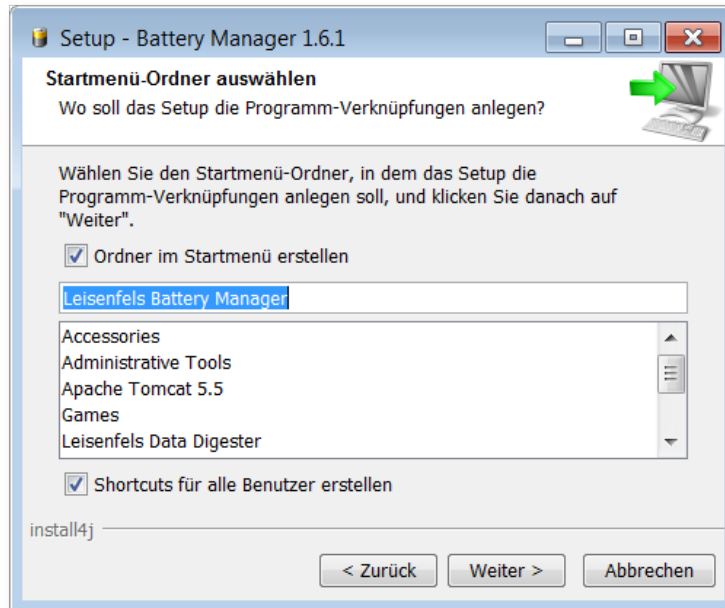 Setup - Battery Manager 1.6.1
Startmenü-Ordner auswählen
Wo soll das Setup die Programm-Verknüpfungen anlegen?
Wählen Sie den Startmenü-Ordner, in dem das Setup die
Programm-Verknüpfungen anlegen soll, und klicken Sie danach auf
"Weiter".
Ordner im Startmenü erstellen
Leisenfels Battery Manager
Accessories
Administrative Tools
Apache Tomcat 5.5
Games
Leisenfels Data Digester
Shortcuts für alle Benutzer erstellen
install4j
< Zurück Weiter > Abbrechen